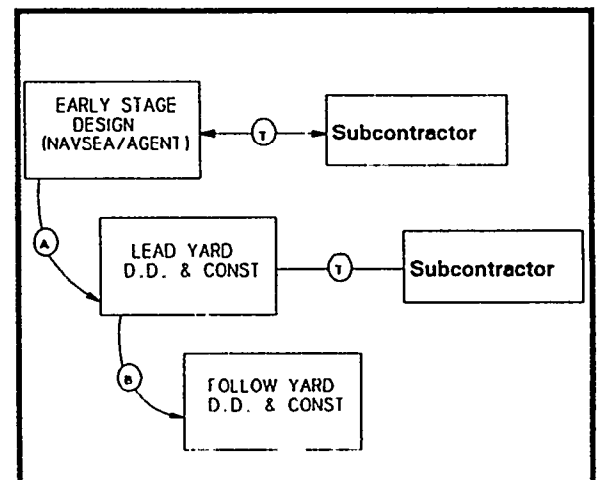 EARLY STAGE
DESIGN
(NAVSEA/AGENT)
T
Subcontractor
A
LEAD YARD
D.D. & CONST
T
Subcontractor
B
FOLLOW YARD
D.D. & CONST